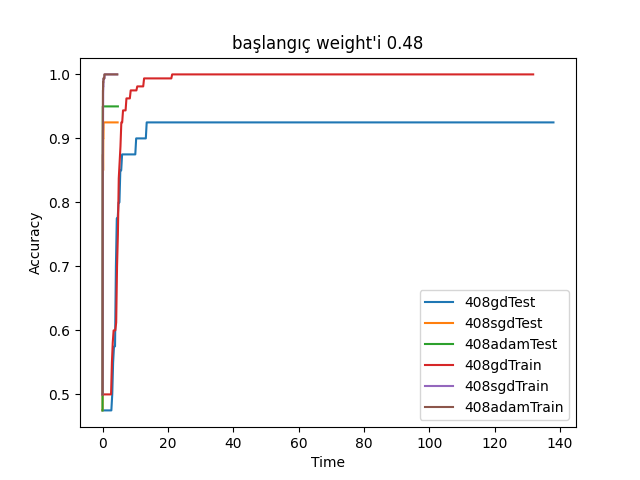 başlangıç weight'i 0.48
1.0
0.9
0.8
0.7
0.6
0.5
Accuracy
0 20 40 60 80 100 120 140
Time
408gdTest
408sgdTest
408adamTest
408gdTrain
408sgdTrain
408adamTrain